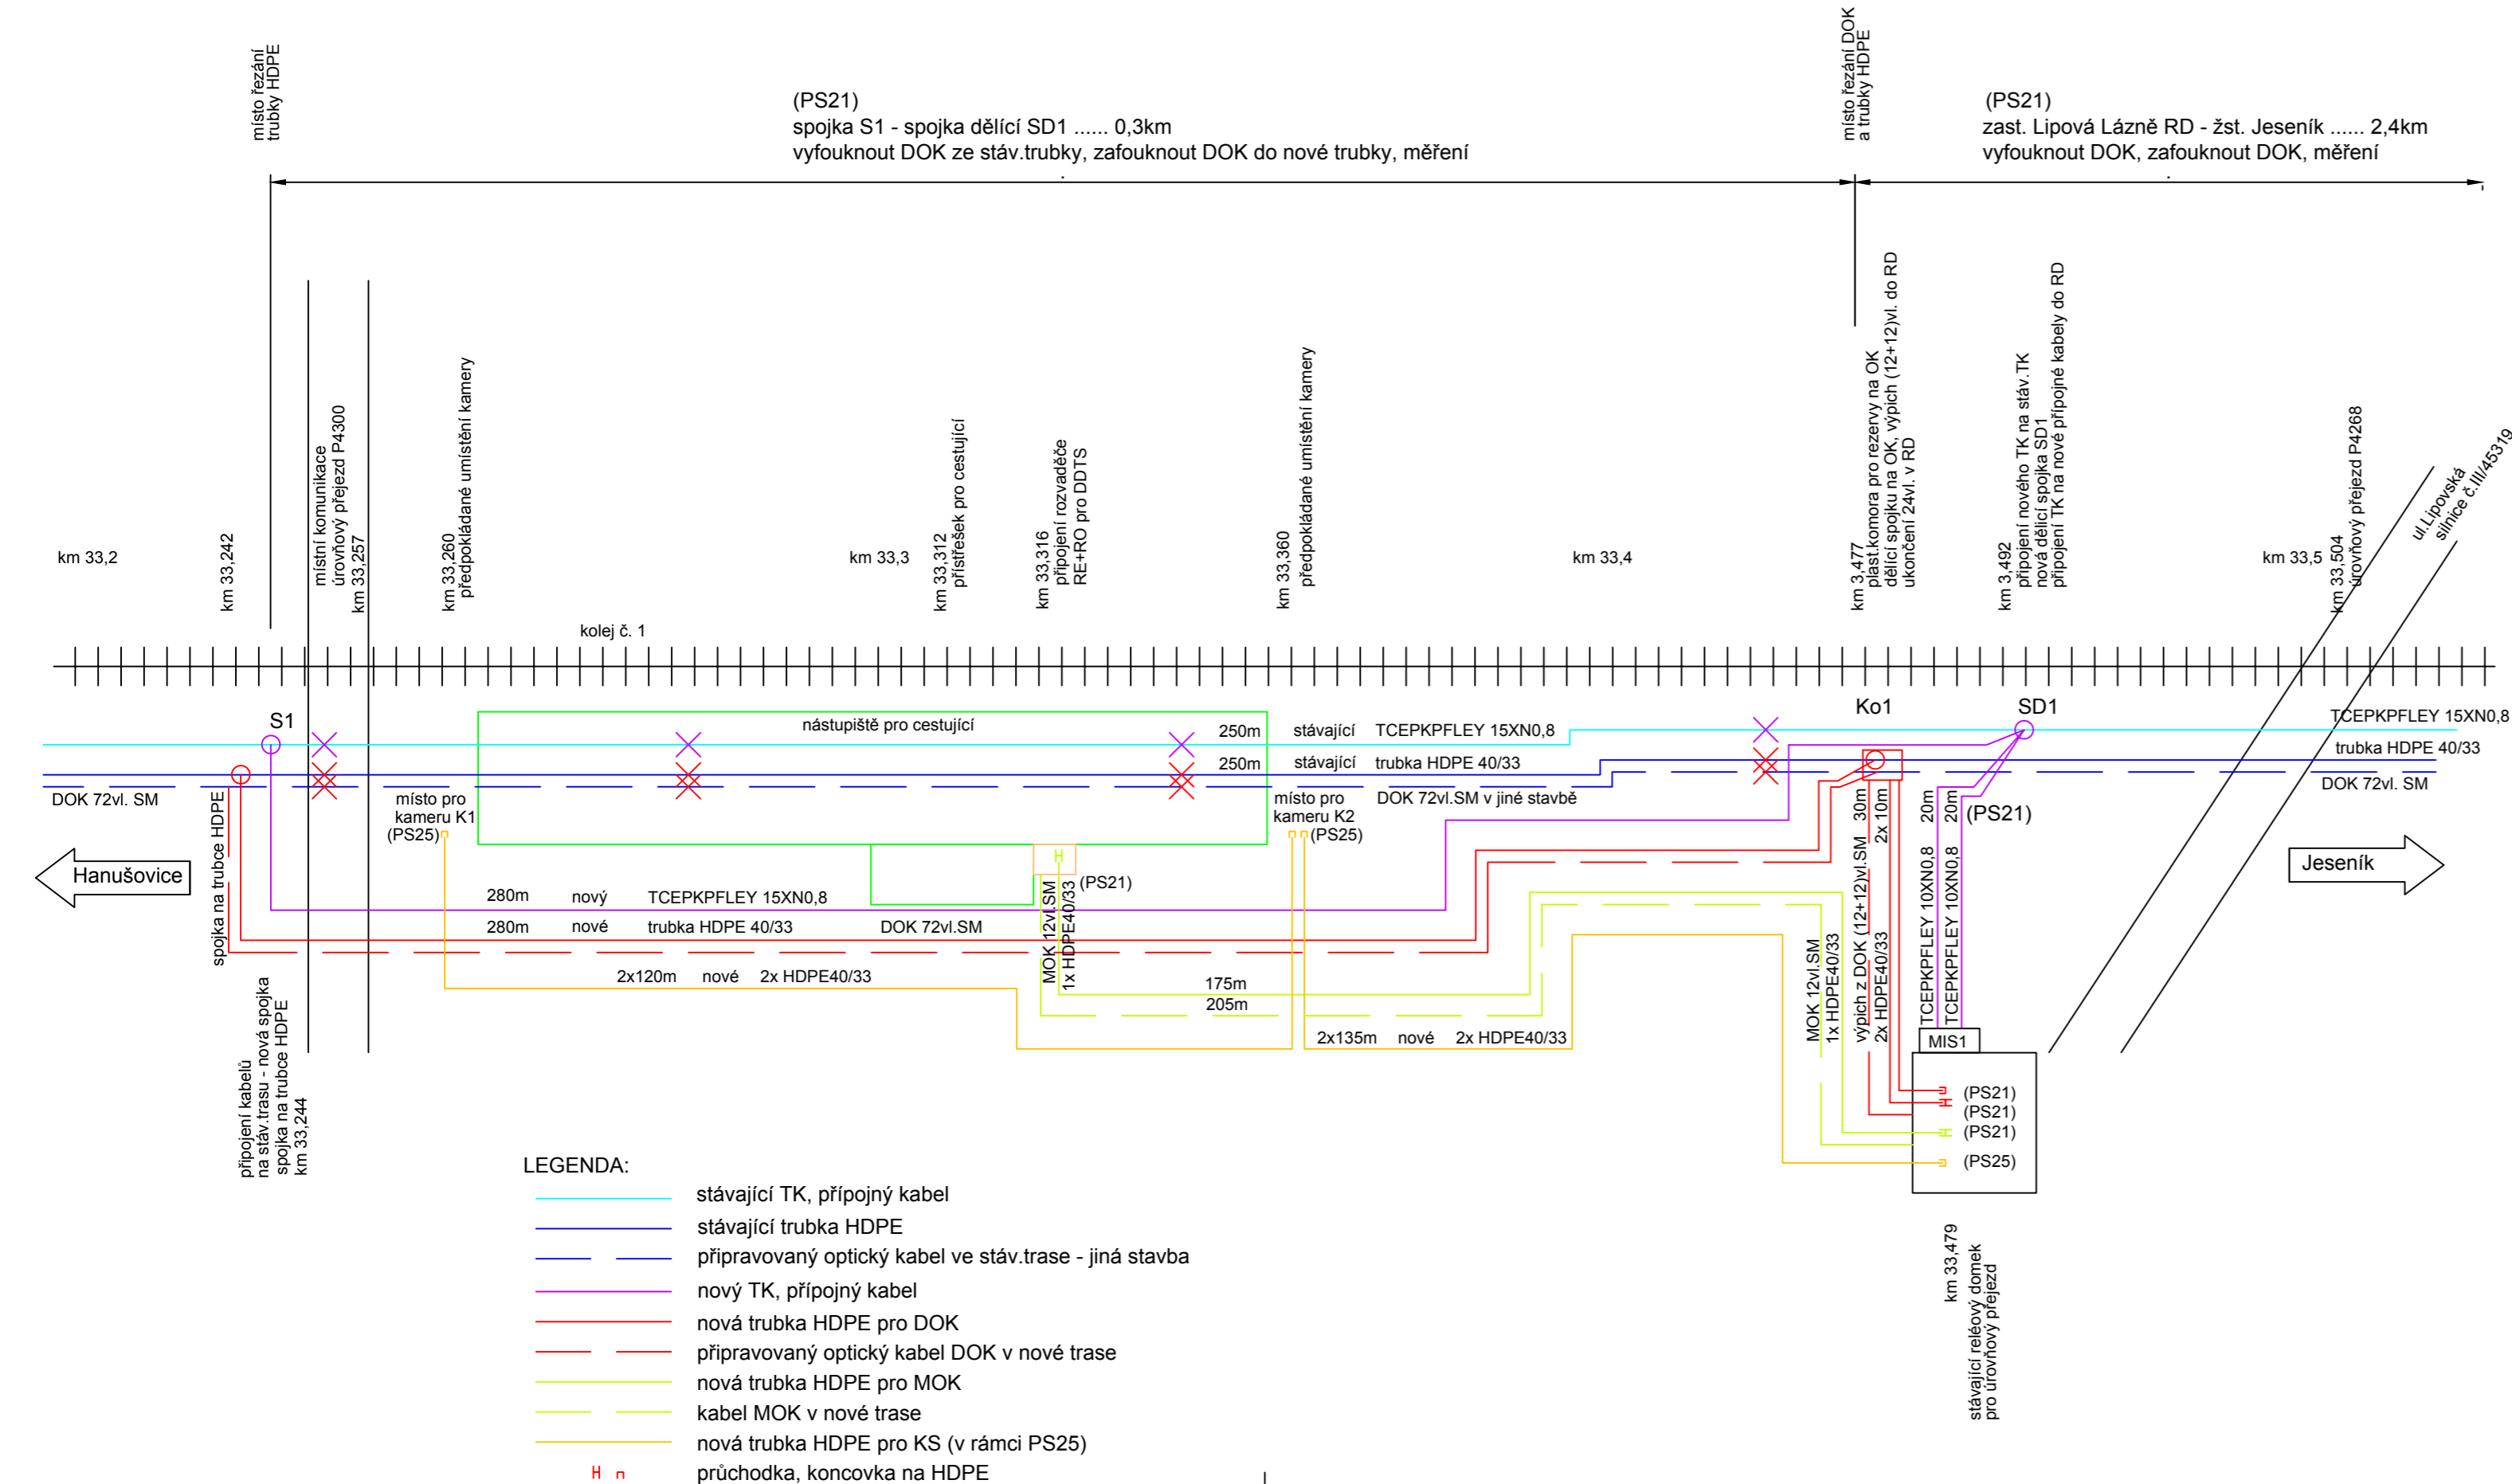 místo řezání
trubky HDPE
(PS21)
spojka S1 - spojka dělící SD1 ...... 0,3km
vyfouknout DOK ze stáv.trubky, zafouknout DOK do nové trubky, měření
místo řezání DOK
a trubky HDPE
(PS21)
zast. Lipová Lázně RD - žst. Jeseník ...... 2,4km
vyfouknout DOK, zafouknout DOK, měření
km 33,2
km 33,242
místní komunikace
úrovňový přejezd P4300
km 33,257
km 33,260
předpokládané umístění kamery
km 33,3
km 33,312
přístřešek pro cestující
km 33,316
připojení rozvaděče
RE+RO pro DDTS
km 33,360
předpokládané umístění kamery
km 33,4
km 3,477
plast.komora pro rezervy na OK
dělící spojku na OK, výpich (12+12)vl. do RD
ukončení 24vl. v RD
km 3,492
připojení nového TK na stáv.TK
nová dělicí spojka SD1
připojení TK na nové přípojné kabely do RD
km 33,5
km 33,504
úrovňový přejezd P4268
ul.Lipovská
silnice č.III/45319
kolej č. 1
S1
nástupiště pro cestující
250m stávající TCEPKPFLEY 15XN0,8
250m stávající trubka HDPE 40/33
DOK 72vl.SM v jiné stavbě
Ko1
SD1
TCEPKPFLEY 15XN0,8
trubka HDPE 40/33
DOK 72vl. SM
DOK 72vl. SM
místo pro
kameru K1
(PS25)
místo pro
kameru K2
(PS25)
(PS21)
Hanušovice
Jeseník
spojka na trubce HDPE
280m nový TCEPKPFLEY 15XN0,8
280m nové trubka HDPE 40/33 DOK 72vl.SM
2x120m nové 2x HDPE40/33
MOK 12vl.SM
1x HDPE40/33
(PS21)
175m
205m
2x135m nové 2x HDPE40/33
MOK 12vl.SM
1x HDPE40/33
výpich z DOK (12+12)vl.SM 30m
2x HDPE40/33 2x 10m
TCEPKPFLEY 10XN0,8 20m
TCEPKPFLEY 10XN0,8 20m
MIS1
(PS21)
(PS21)
(PS21)
(PS25)
připojení kabelů
na stáv.trasu - nová spojka
spojka na trubce HDPE
km 33,244
km 33,479
stávající reléový domek
pro úrovňový přejezd
LEGENDA:
stávající TK, přípojný kabel
stávající trubka HDPE
připravovaný optický kabel ve stáv.trase - jiná stavba
nový TK, přípojný kabel
nová trubka HDPE pro DOK
připravovaný optický kabel DOK v nové trase
nová trubka HDPE pro MOK
kabel MOK v nové trase
nová trubka HDPE pro KS (v rámci PS25)
průchodka, koncovka na HDPE